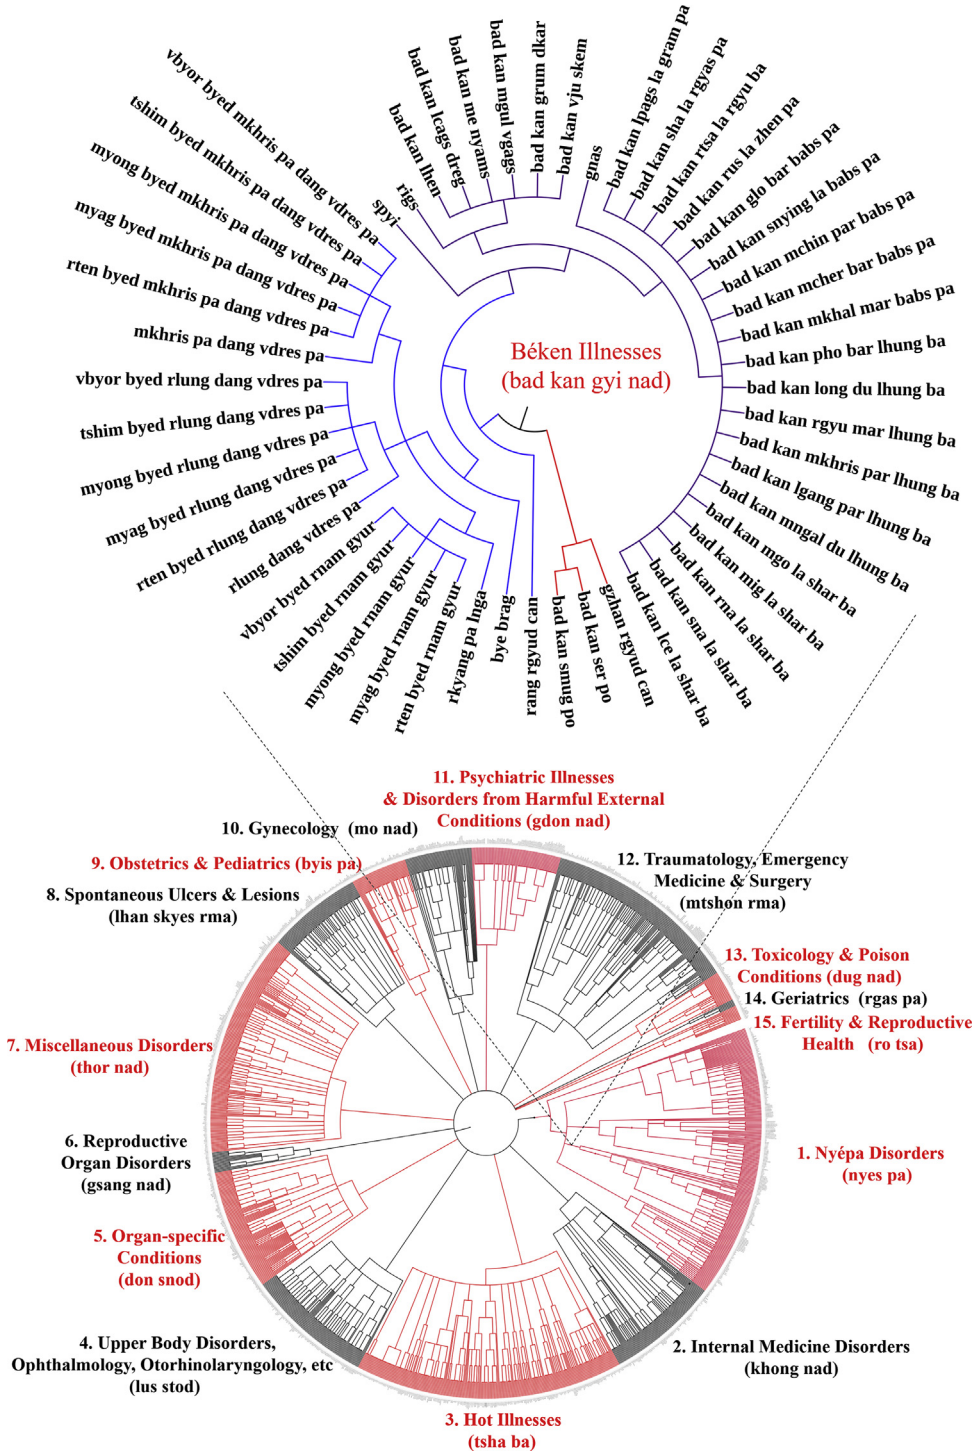 vbyor byed mkhris pa dang vdres pa
tshim byed mkhris pa dang vdres pa
myong byed mkhris pa dang vdres pa
myag byed mkhris pa dang vdres pa
rten byed mkhris pa dang vdres pa
mkhris pa dang vdres pa
vbyor byed rlung dang vdres pa
tshim byed rlung dang vdres pa
myong byed rlung dang vdres pa
myag byed rlung dang vdres pa
rten byed rlung dang vdres pa
rlung dang vdres pa
vbyor byed rnam gyur
tshim byed rnam gyur
myong byed rnam gyur
myag byed rnam gyur
rten byed rnam gyur
rkyang pa lnga
bye brag
rang rgyud can
bad kan smug po
bad kan ser po
gzhan rgyud can
spyi
rigs
bad kan lhen
bad kan lcags dreg
bad kan me nyams
bad kan mgul vgags
bad kan grum dkar
bad kan vju skem
gnas
bad kan lpags la gram pa
bad kan sha la rgyas pa
bad kan rtsa la rgyu ba
bad kan rus la zhen pa
bad kan glo bar babs pa
bad kan snying la babs pa
bad kan mchin par babs pa
bad kan mcher bar babs pa
bad kan mkhal mar babs pa
bad kan pho bar lhung ba
bad kan long du lhung ba
bad kan rgyu mar lhung ba
bad kan mkhris par lhung ba
bad kan lgang par lhung ba
bad kan mngal du lhung ba
bad kan mgo la shar ba
bad kan mig la shar ba
bad kan rna la shar ba
bad kan sna la shar ba
bad kan lce la shar ba
Béken Illnesses
(bad kan gyi nad)
11. Psychiatric Illnesses
& Disorders from Harmful External
Conditions (gdon nad)
10. Gynecology (mo nad)
9. Obstetrics & Pediatrics (byis pa)
8. Spontaneous Ulcers & Lesions
(lhan skyes rma)
12. Traumatology, Emergency
Medicine & Surgery
(mtshon rma)
13. Toxicology & Poison
Conditions (dug nad)
14. Geriatrics (rgas pa)
15. Fertility & Reproductive
Health (ro tsa)
7. Miscellaneous Disorders
(thor nad)
6. Reproductive
Organ Disorders
(gsang nad)
1. Nyépa Disorders
(nyes pa)
5. Organ-specific
Conditions
(don snod)
4. Upper Body Disorders,
Ophthalmology, Otorhinolaryngology, etc
(lus stod)
2. Internal Medicine Disorders
(khong nad)
3. Hot Illnesses
(tsha ba)